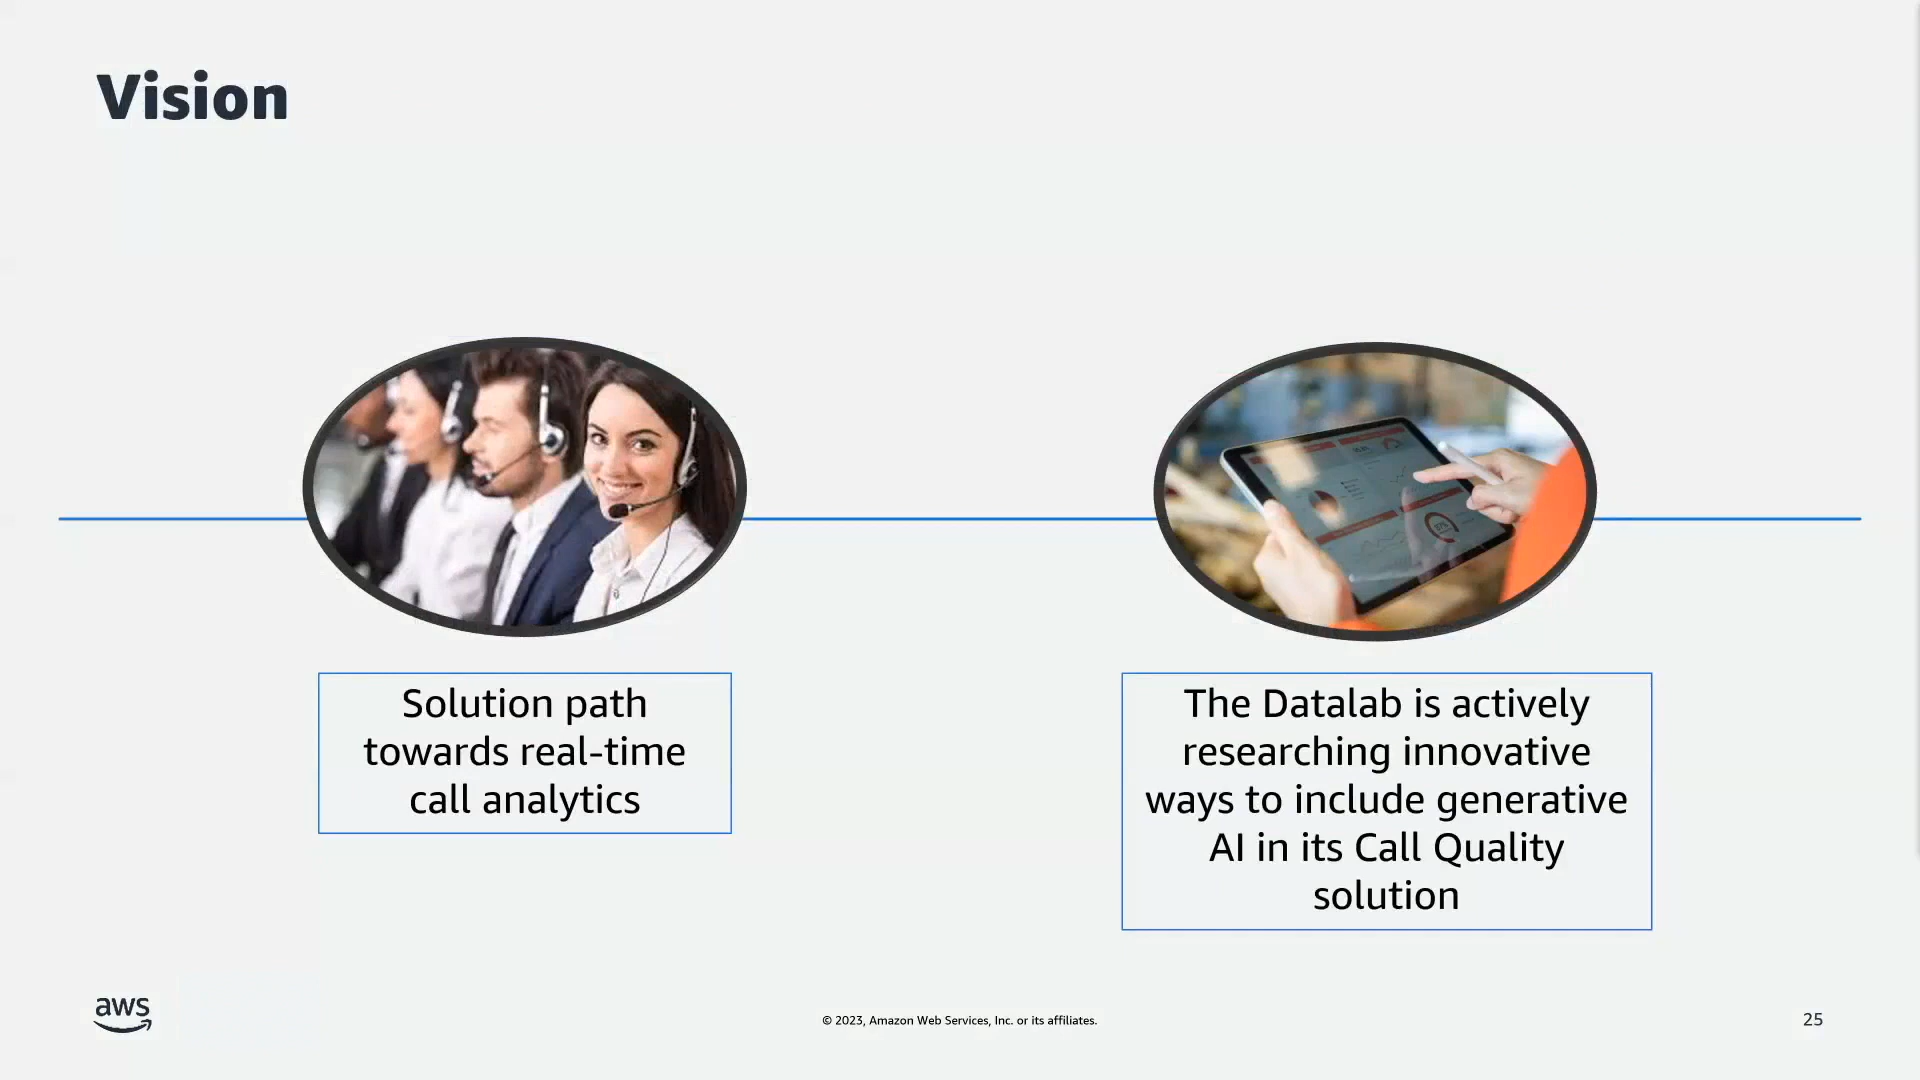 Vision
Solution path
towards real-time
call analytics
The Datalab is actively
researching innovative
ways to include generative
AI in its Call Quality
solution
aws
© 2023, Amazon Web Services, Inc. or its affiliates.
25